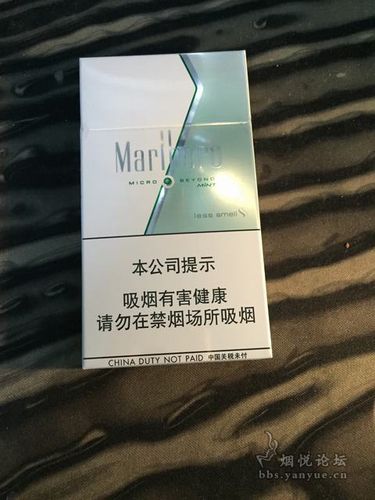 Marlboro
MICRO BEYOND
MINT
less smell
本公司提示
吸烟有害健康
请勿在禁烟场所吸烟
CHINA DUTY NOT PAID 中国关税未付
烟悦论坛
bbs.yanyue.cn